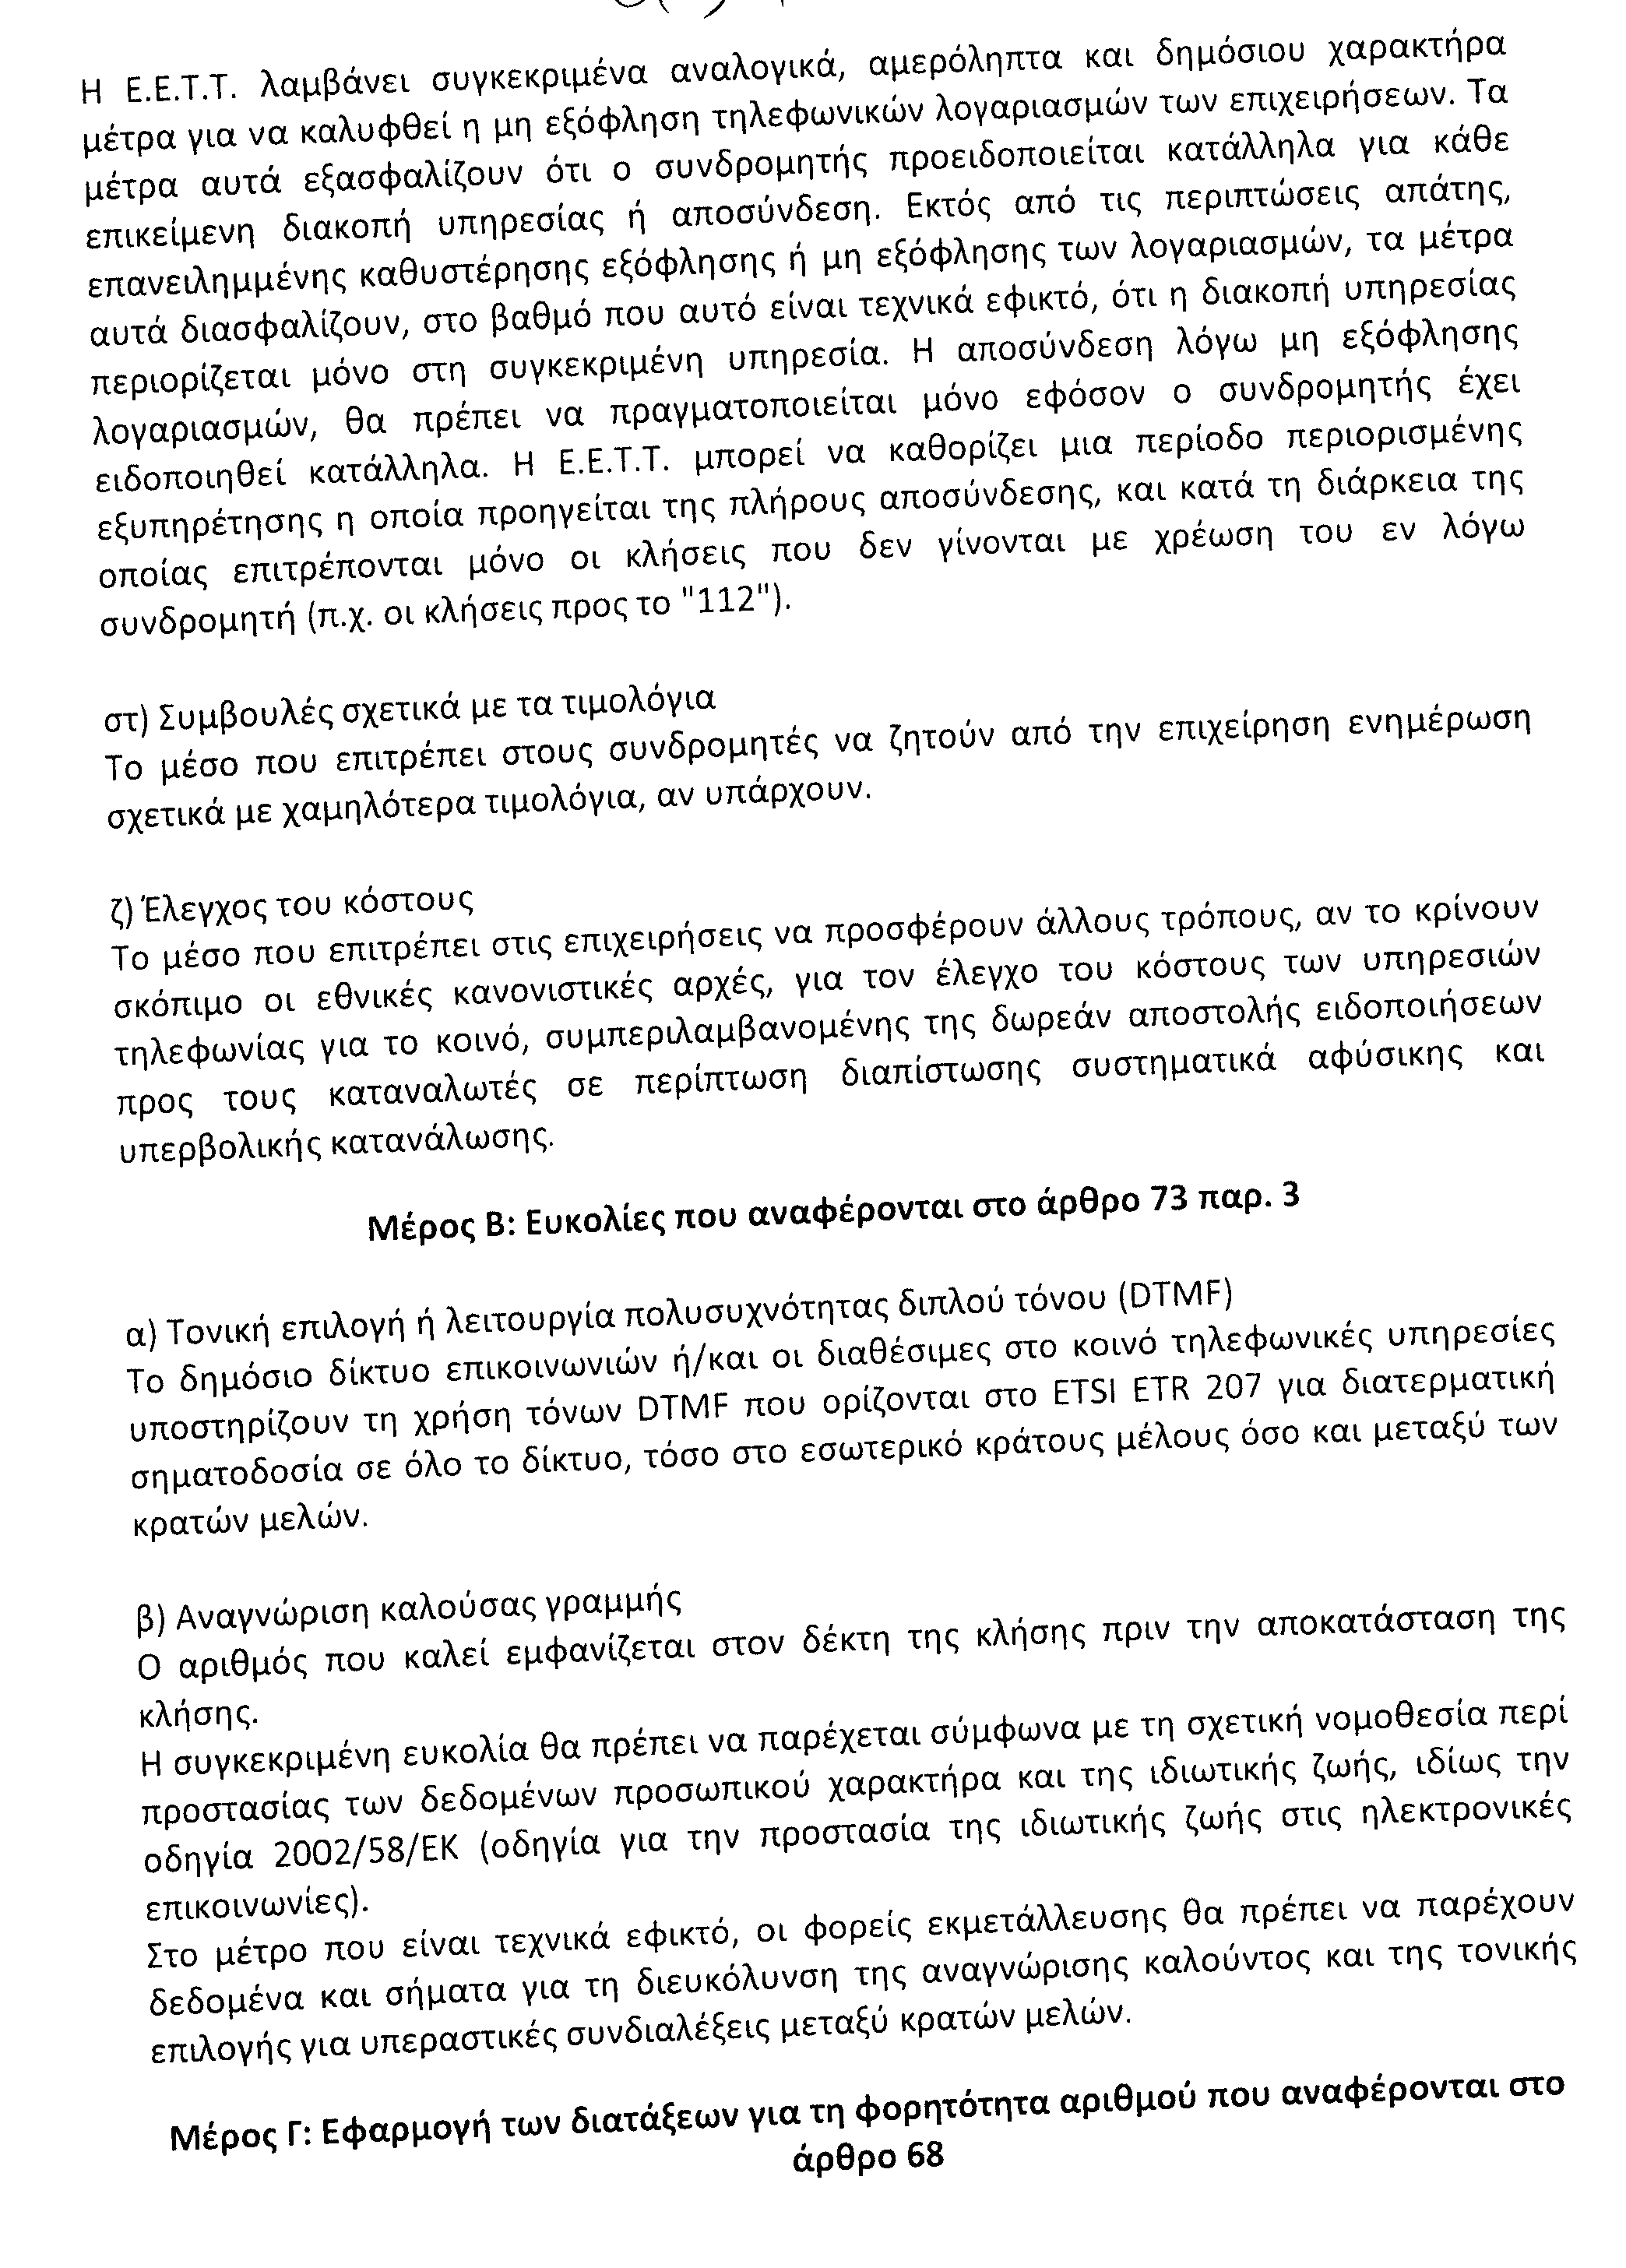 Η Ε.Ε.Τ.Τ. λαμβάνει συγκεκριμένα αναλογικά, αμερόληπτα και δημόσιου χαρακτήρα
μέτρα για να καλυφθεί η μη εξόφληση τηλεφωνικών λογαριασμών των επιχειρήσεων. Τα
μέτρα αυτά εξασφαλίζουν ότι ο συνδρομητής προειδοποιείται κατάλληλα για κάθε
επικείμενη διακοπή υπηρεσίας ή αποσύνδεση. Εκτός από τις περιπτώσεις απάτης,
επανειλημμένης καθυστέρησης εξόφλησης ή μη εξόφλησης των λογαριασμών, τα μέτρα
αυτά διασφαλίζουν, στο βαθμό που αυτό είναι τεχνικά εφικτό, ότι η διακοπή υπηρεσίας
περιορίζεται μόνο στη συγκεκριμένη υπηρεσία. Η αποσύνδεση λόγω μη εξόφλησης
λογαριασμών, θα πρέπει να πραγματοποιείται μόνο εφόσον ο συνδρομητής έχει
ειδοποιηθεί κατάλληλα. Η Ε.Ε.Τ.Τ. μπορεί να καθορίζει μια περίοδο περιορισμένης
εξυπηρέτησης η οποία προηγείται της πλήρους αποσύνδεσης, και κατά τη διάρκεια της
οποίας επιτρέπονται μόνο οι κλήσεις που δεν γίνονται με χρέωση του εν λόγω
συνδρομητή (π.χ. οι κλήσεις προς το "112").
στ) Συμβουλές σχετικά με τα τιμολόγια
Το μέσο που επιτρέπει στους συνδρομητές να ζητούν από την επιχείρηση ενημέρωση
σχετικά με χαμηλότερα τιμολόγια, αν υπάρχουν.
ζ) Έλεγχος του κόστους
Το μέσο που επιτρέπει στις επιχειρήσεις να προσφέρουν άλλους τρόπους, αν το κρίνουν
σκόπιμο οι εθνικές κανονιστικές αρχές, για τον έλεγχο του κόστους των υπηρεσιών
τηλεφωνίας για το κοινό, συμπεριλαμβανομένης της δωρεάν αποστολής ειδοποιήσεων
προς τους καταναλωτές σε περίπτωση διαπίστωσης συστηματικά αφύσικης και
υπερβολικής κατανάλωσης.
Μέρος Β: Ευκολίες που αναφέρονται στο άρθρο 73 παρ. 3
α) Τονική επιλογή ή λειτουργία πολυσυχνότητας διπλού τόνου (DTMF)
Το δημόσιο δίκτυο επικοινωνιών ή/και οι διαθέσιμες στο κοινό τηλεφωνικές υπηρεσίες
υποστηρίζουν τη χρήση τόνων DTMF που ορίζονται στο ETSI ETR 207 για διατερματική
σηματοδοσία σε όλο το δίκτυο, τόσο στο εσωτερικό κράτους μέλους όσο και μεταξύ των
κρατών μελών.
β) Αναγνώριση καλούσας γραμμής
Ο αριθμός που καλεί εμφανίζεται στον δέκτη της κλήσης πριν την αποκατάσταση της
κλήσης.
Η συγκεκριμένη ευκολία θα πρέπει να παρέχεται σύμφωνα με τη σχετική νομοθεσία περί
προστασίας των δεδομένων προσωπικού χαρακτήρα και της ιδιωτικής ζωής, ιδίως την
οδηγία 2002/58/ΕΚ (οδηγία για την προστασία της ιδιωτικής ζωής στις ηλεκτρονικές
επικοινωνίες).
Στο μέτρο που είναι τεχνικά εφικτό, οι φορείς εκμετάλλευσης θα πρέπει να παρέχουν
δεδομένα και σήματα για τη διευκόλυνση της αναγνώρισης καλούντος και της τονικής
επιλογής για υπεραστικές συνδιαλέξεις μεταξύ κρατών μελών.
Μέρος Γ: Εφαρμογή των διατάξεων για τη φορητότητα αριθμού που αναφέρονται στο
άρθρο 68